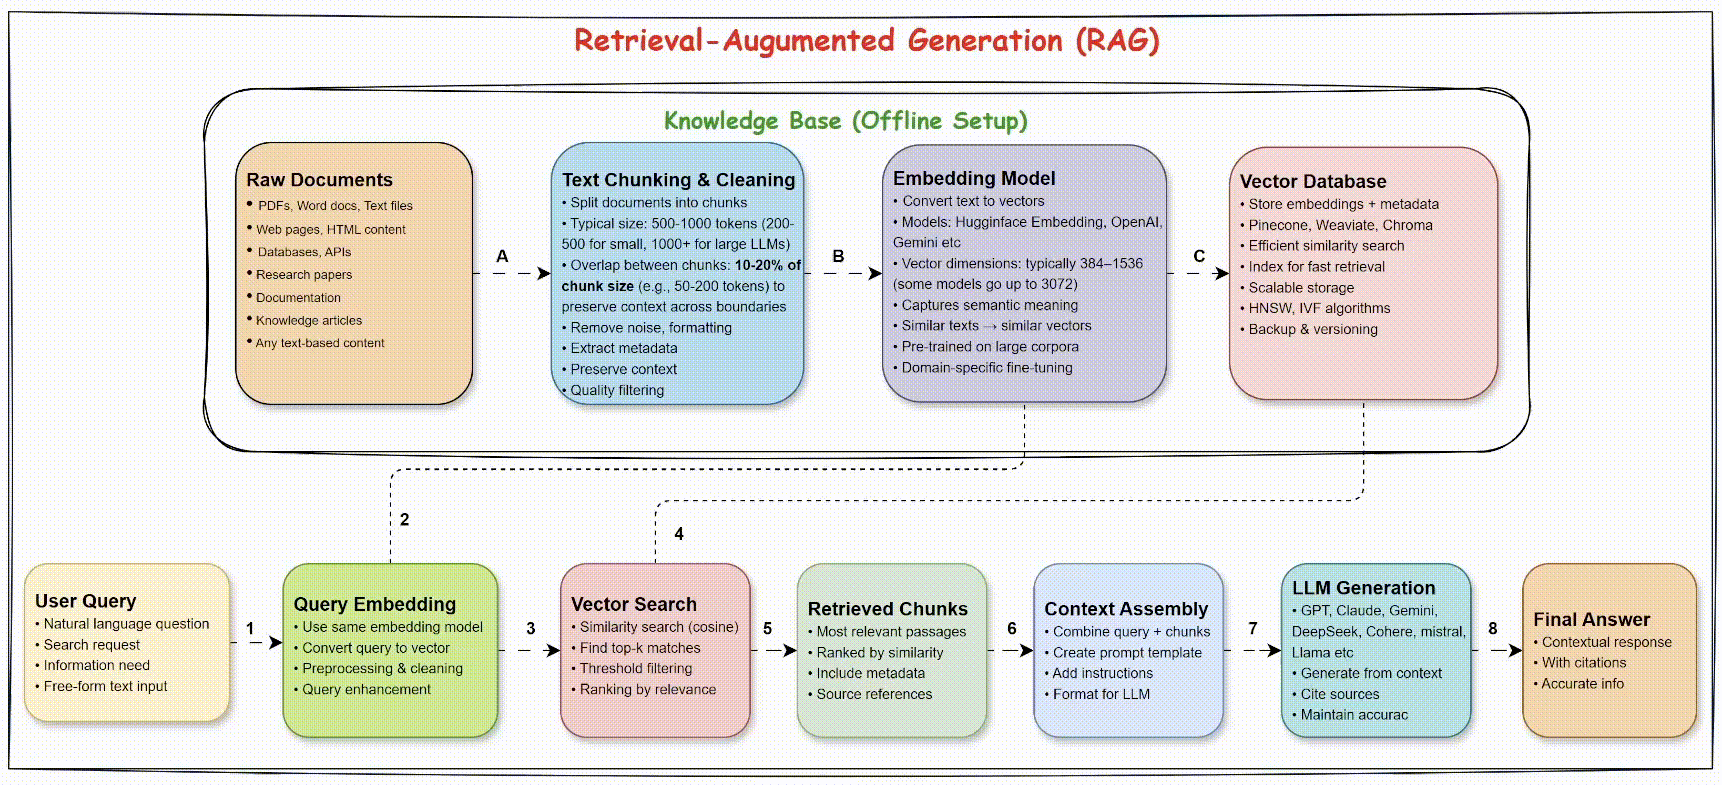 Retrieval-Augumented Generation (RAG)
Knowledge Base (Offline Setup)
Raw Documents
• PDFs, Word docs, Text files
• Web pages, HTML content
• Databases, APIs
• Research papers
• Documentation
• Knowledge articles
• Any text-based content
A
Text Chunking & Cleaning
• Split documents into chunks
• Typical size: 500-1000 tokens (200-
500 for small, 1000+ for large LLMs)
• Overlap between chunks: 10-20% of
chunk size (e.g., 50-200 tokens) to
preserve context across boundaries
• Remove noise, formatting
• Extract metadata
• Preserve context
• Quality filtering
B
Embedding Model
• Convert text to vectors
• Models: Hugginface Embedding, OpenAI,
Gemini etc
• Vector dimensions: typically 384–1536
(some models go up to 3072)
• Captures semantic meaning
• Similar texts → similar vectors
• Pre-trained on large corpora
• Domain-specific fine-tuning
C
Vector Database
• Store embeddings + metadata
• Pinecone, Weaviate, Chroma
• Efficient similarity search
• Index for fast retrieval
• Scalable storage
• HNSW, IVF algorithms
• Backup & versioning
2
4
User Query
• Natural language question
• Search request
• Information need
• Free-form text input
1
Query Embedding
• Use same embedding model
• Convert query to vector
• Preprocessing & cleaning
• Query enhancement
3
Vector Search
• Similarity search (cosine)
• Find top-k matches
• Threshold filtering
• Ranking by relevance
5
Retrieved Chunks
• Most relevant passages
• Ranked by similarity
• Include metadata
• Source references
6
Context Assembly
• Combine query + chunks
• Create prompt template
• Add instructions
• Format for LLM
7
LLM Generation
• GPT, Claude, Gemini,
DeepSeek, Cohere, mistral,
Llama etc
• Generate from context
• Cite sources
• Maintain accurac
8
Final Answer
• Contextual response
• With citations
• Accurate info